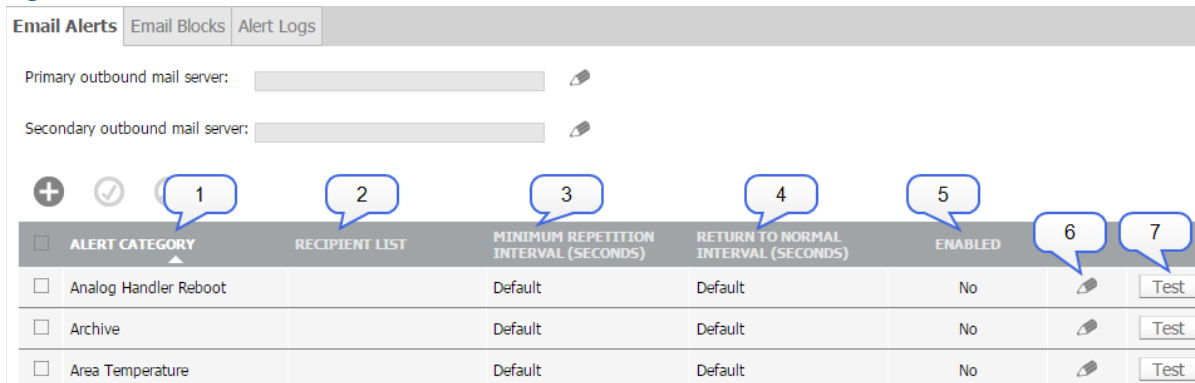 Email Alerts Email Blocks Alert Logs
Primary outbound mail server:
Secondary outbound mail server:
1 2 3 4 5 6 7
ALERT CATEGORY RECIPIENT LIST MINIMUM REPETITION INTERVAL (SECONDS) RETURN TO NORMAL INTERVAL (SECONDS) ENABLED
Analog Handler Reboot Default Default No Test
Archive Default Default No Test
Area Temperature Default Default No Test